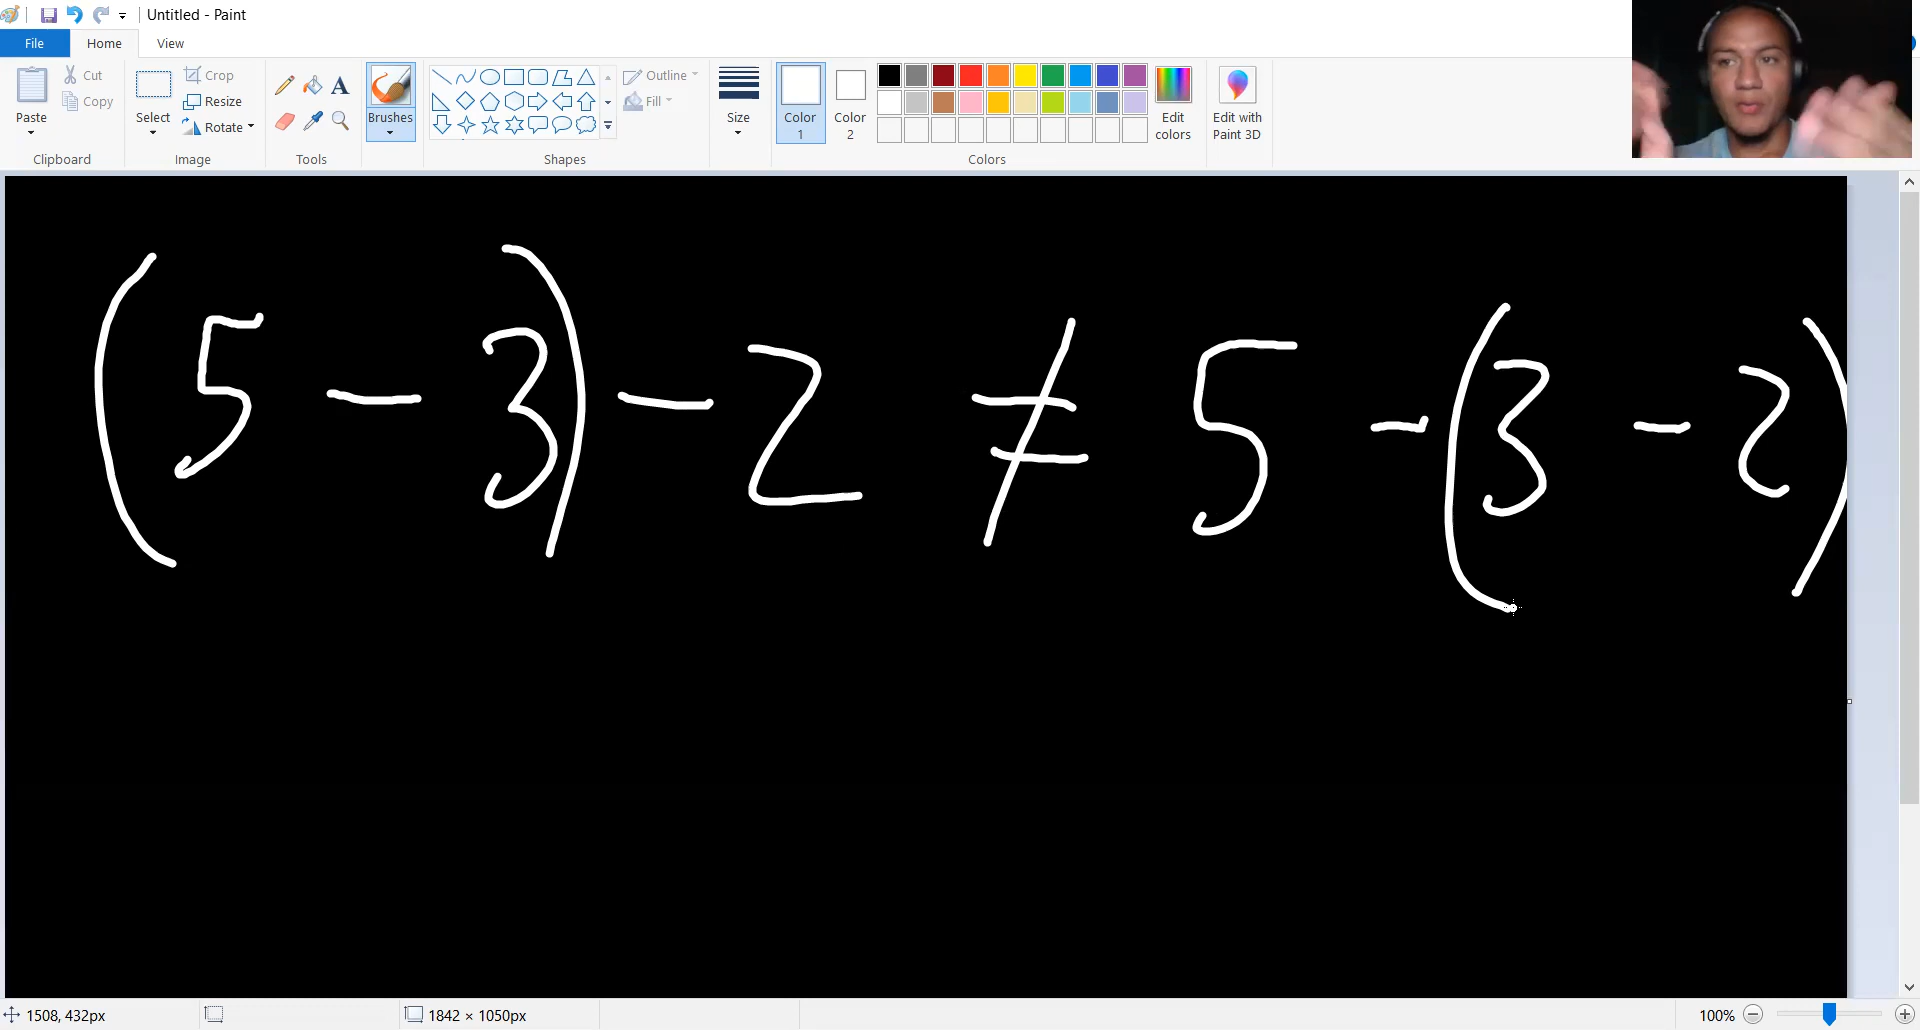 Untitled - Paint
File Home View
Paste Cut Copy Select Crop Resize Rotate Brushes Outline Fill Size Color 1 Color 2 Edit colors Edit with Paint 3D
Clipboard Image Tools Shapes Colors
(5 - 3) - 2 ≠ 5 - (3 - 2)
1508, 432px 1842 × 1050px 100%